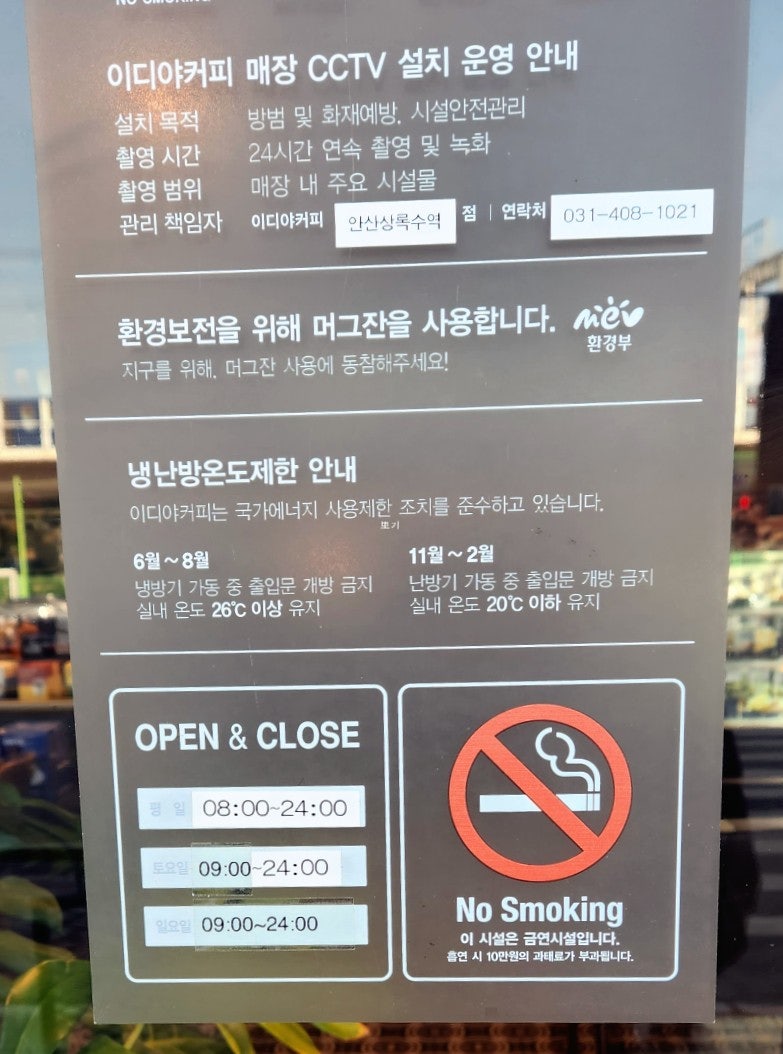 NO SMOKING
이디야커피 매장 CCTV 설치 운영 안내
설치 목적 방범 및 화재예방, 시설안전관리
촬영 시간 24시간 연속 촬영 및 녹화
촬영 범위 매장 내 주요 시설물
관리 책임자 이디야커피 안산상록수역 점 | 연락처 031-408-1021
환경보전을 위해 머그잔을 사용합니다.
지구를 위해, 머그잔 사용에 동참해주세요!
me
환경부
냉난방온도제한 안내
이디야커피는 국가에너지 사용제한 조치를 준수하고 있습니다.
6월~8월
냉방기 가동 중 출입문 개방 금지
실내 온도 26℃ 이상 유지
11월~2월
난방기 가동 중 출입문 개방 금지
실내 온도 20℃ 이하 유지
OPEN & CLOSE
평 일 08:00~24:00
토요일 09:00~24:00
일요일 09:00~24:00
No Smoking
이 시설은 금연시설입니다.
흡연 시 10만원의 과태료가 부과됩니다.